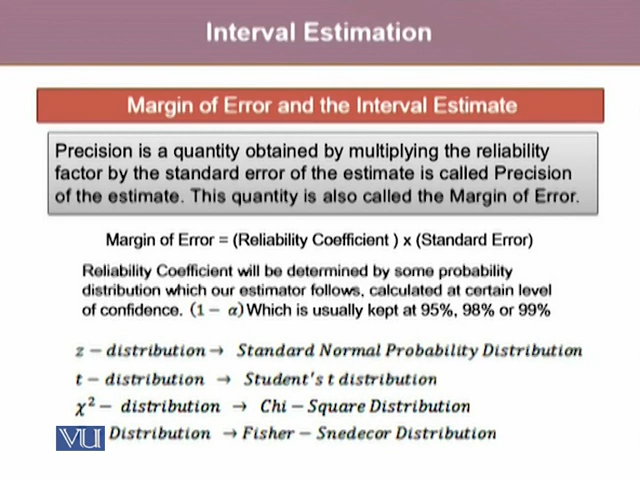 Interval Estimation
Margin of Error and the Interval Estimate
Precision is a quantity obtained by multiplying the reliability
factor by the standard error of the estimate is called Precision
of the estimate. This quantity is also called the Margin of Error.
Margin of Error = (Reliability Coefficient ) x (Standard Error)
Reliability Coefficient will be determined by some probability
distribution which our estimator follows, calculated at certain level
of confidence. (1 − α) Which is usually kept at 95%, 98% or 99%
z − distribution → Standard Normal Probability Distribution
t − distribution → Student's t distribution
χ² − distribution → Chi − Square Distribution
VU Distribution → Fisher − Snedecor Distribution